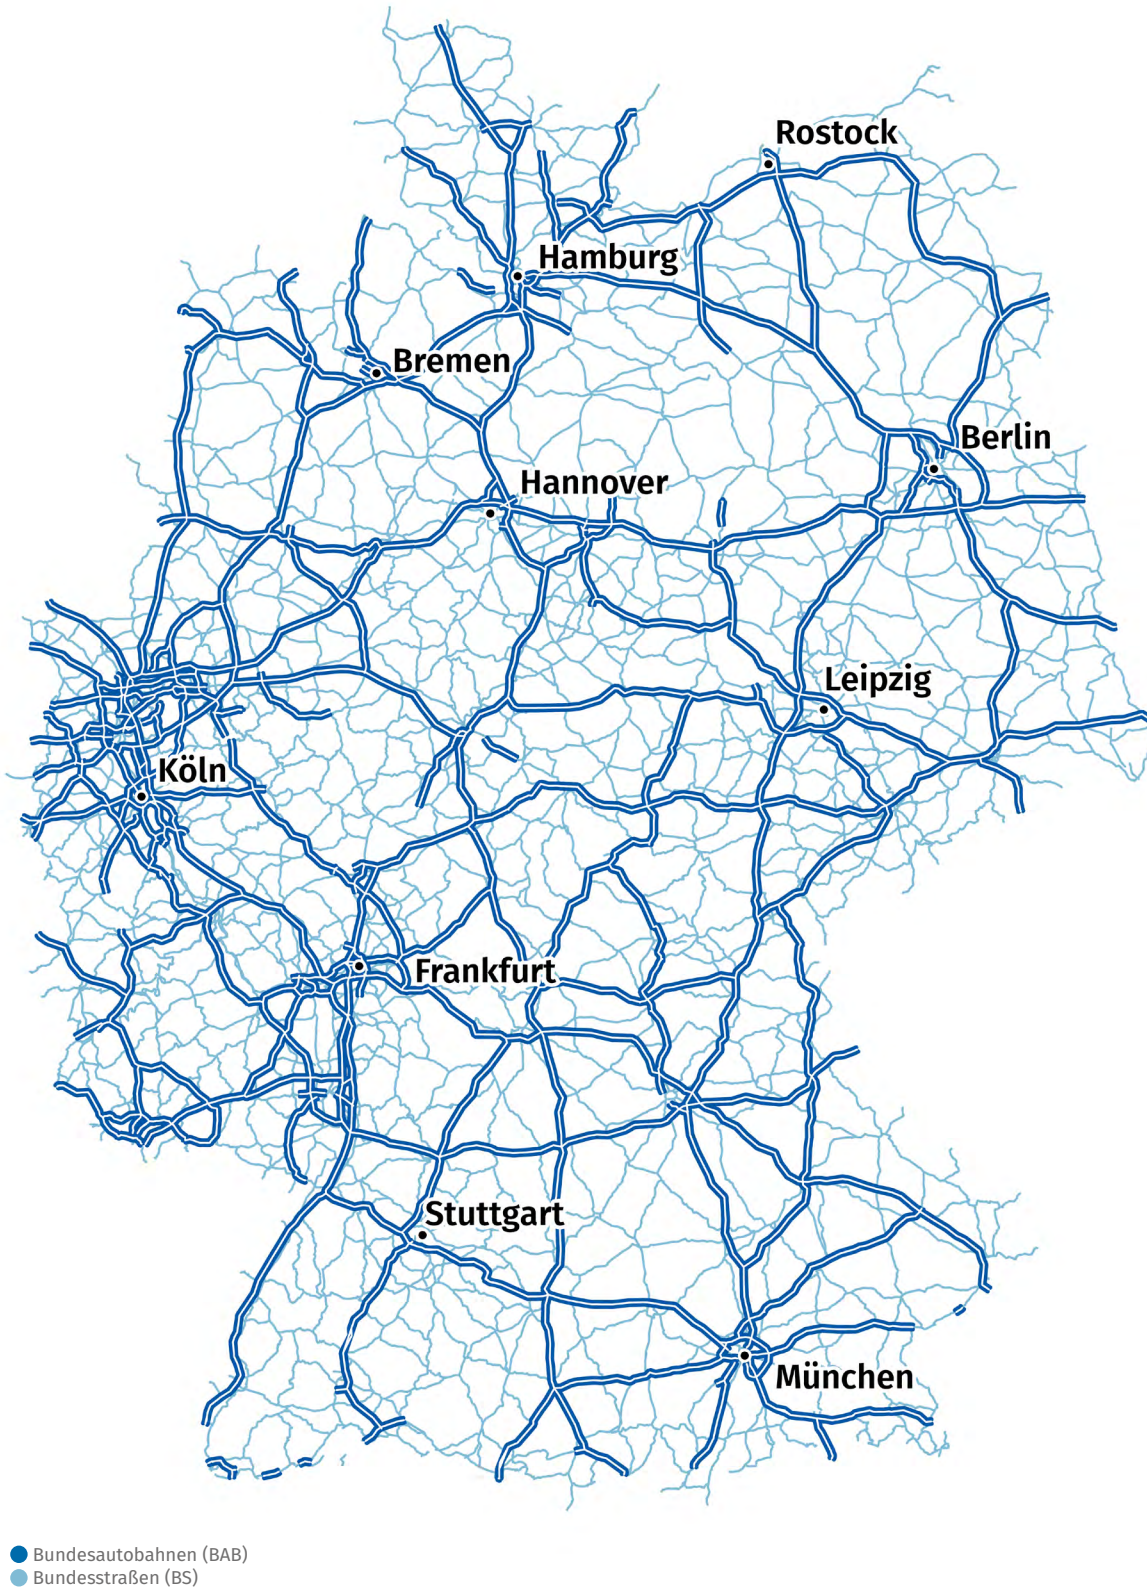 Rostock
Hamburg
Bremen
Berlin
Hannover
Leipzig
Köln
Frankfurt
Stuttgart
München
Bundesautobahnen (BAB)
Bundesstraßen (BS)